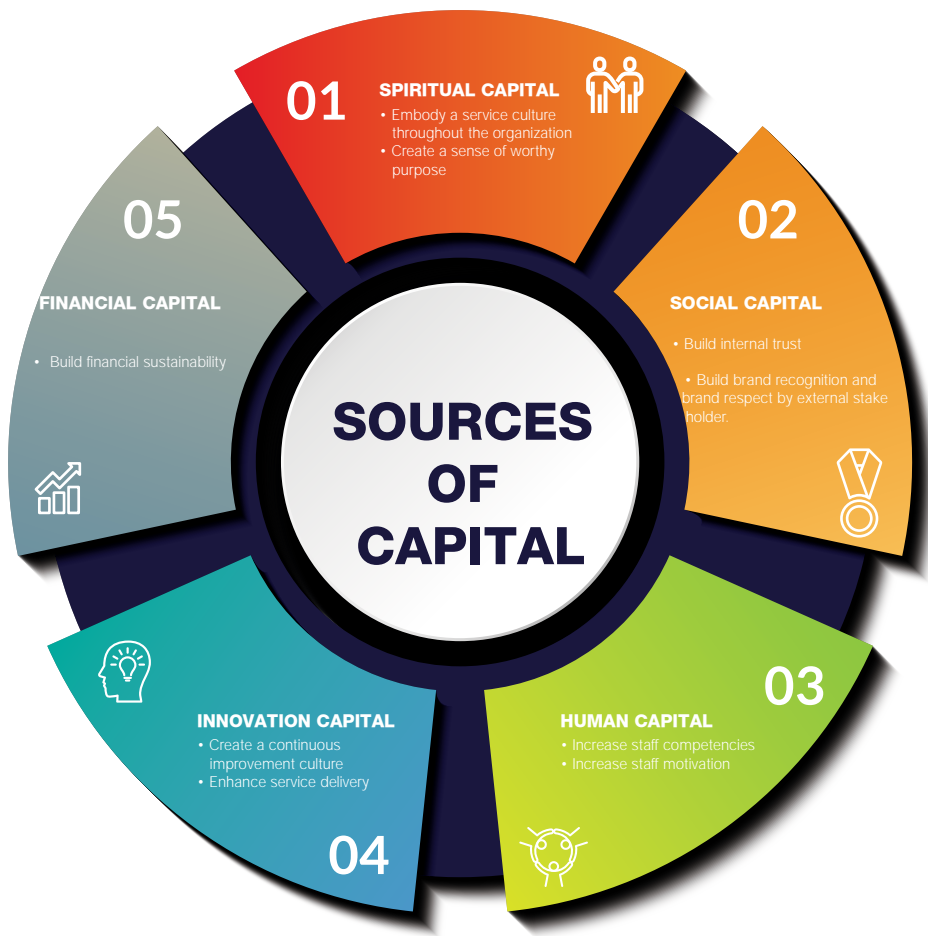 01
SPIRITUAL CAPITAL
• Embody a service culture
throughout the organization
• Create a sense of worthy
purpose
02
SOCIAL CAPITAL
• Build internal trust
• Build brand recognition and
brand respect by external stake
holder.
03
HUMAN CAPITAL
• Increase staff competencies
• Increase staff motivation
INNOVATION CAPITAL
• Create a continuous
improvement culture
• Enhance service delivery
04
05
FINANCIAL CAPITAL
• Build financial sustainability
SOURCES
OF
CAPITAL